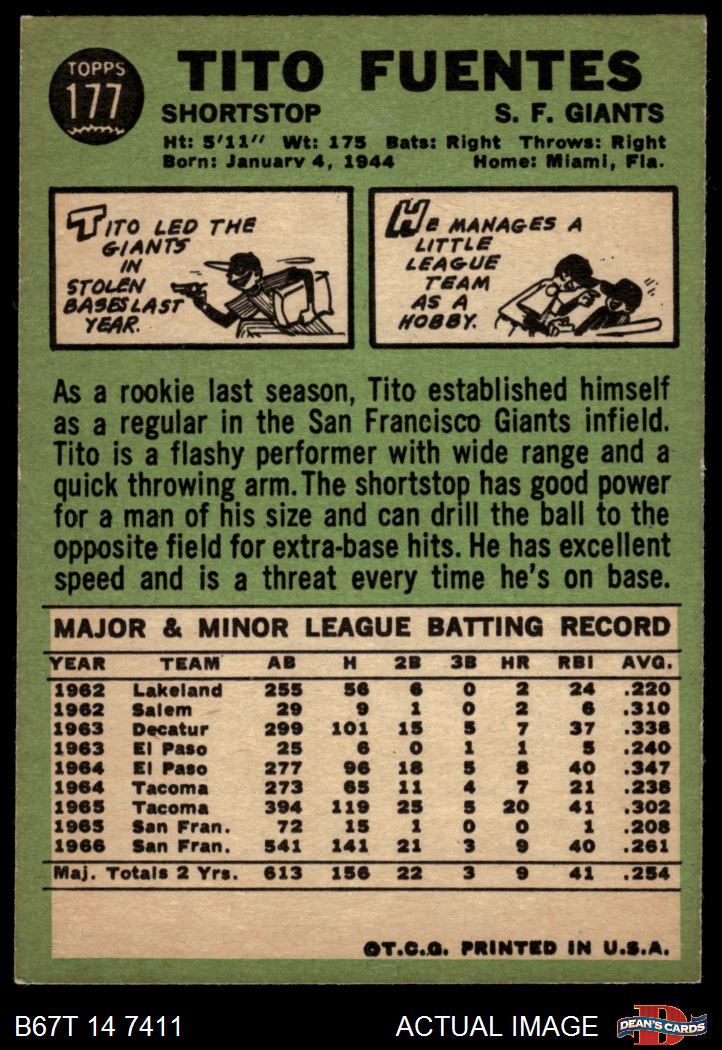 TOPPS
177
TITO FUENTES
SHORTSTOP S. F. GIANTS
Ht: 5'11" Wt: 175 Bats: Right Throws: Right
Born: January 4, 1944 Home: Miami, Fla.
TITO LED THE
GIANTS
IN
STOLEN
BASES LAST
YEAR.
HE MANAGES A
LITTLE
LEAGUE
TEAM
AS A
HOBBY.
As a rookie last season, Tito established himself
as a regular in the San Francisco Giants infield.
Tito is a flashy performer with wide range and a
quick throwing arm. The shortstop has good power
for a man of his size and can drill the ball to the
opposite field for extra-base hits. He has excellent
speed and is a threat every time he's on base.
MAJOR & MINOR LEAGUE BATTING RECORD
YEAR TEAM AB H 2B 3B HR RBI AVG.
1962 Lakeland 255 56 6 0 2 24 .220
1962 Salem 29 9 1 0 2 6 .310
1963 Decatur 299 101 15 5 7 37 .338
1963 El Paso 25 6 0 1 1 5 .240
1964 El Paso 277 96 18 5 8 40 .347
1964 Tacoma 273 65 11 4 7 21 .238
1965 Tacoma 394 119 25 5 20 41 .302
1965 San Fran. 72 15 1 0 0 1 .208
1966 San Fran. 541 141 21 3 9 40 .261
Maj. Totals 2 Yrs. 613 156 22 3 9 41 .254
©T.C.G. PRINTED IN U.S.A.
B67T 14 7411 ACTUAL IMAGE DEAN'S CARDS